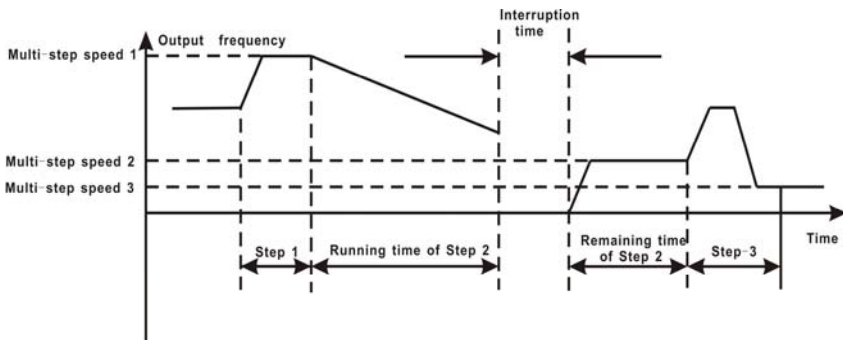 Interruption
time
Output frequency
Multi-step speed 1
Multi-step speed 2
Multi-step speed 3
Time
Step 1
Running time of Step 2
Remaining time
of Step 2
Step-3